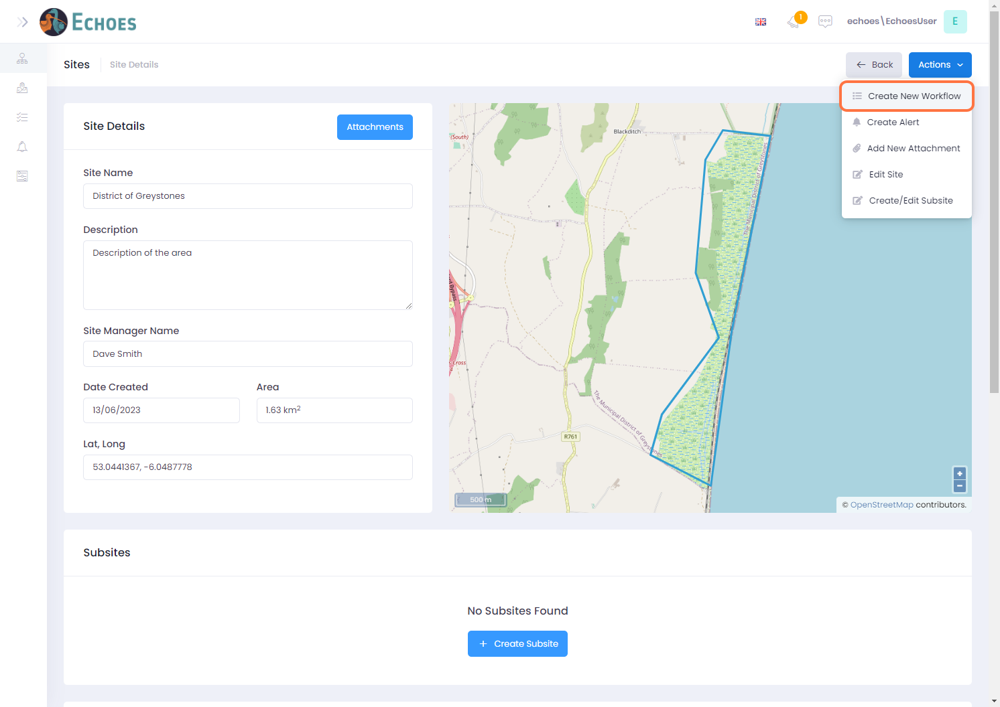 ECHOES
1
echoes\EchoesUser
E
Sites
Site Details
Back
Actions
Create New Workflow
Create Alert
Add New Attachment
Edit Site
Create/Edit Subsite
Site Details
Attachments
Site Name
District of Greystones
Description
Description of the area
Site Manager Name
Dave Smith
Date Created
Area
13/06/2023
1.63 km²
Lat, Long
53.0441367, -6.0487778
(South)
Blackditch
The Municipal District of Greystones
Bypass
s Cross
The Municipal District of Greystones
R761
500 m
+
−
© OpenStreetMap contributors.
Subsites
No Subsites Found
+ Create Subsite